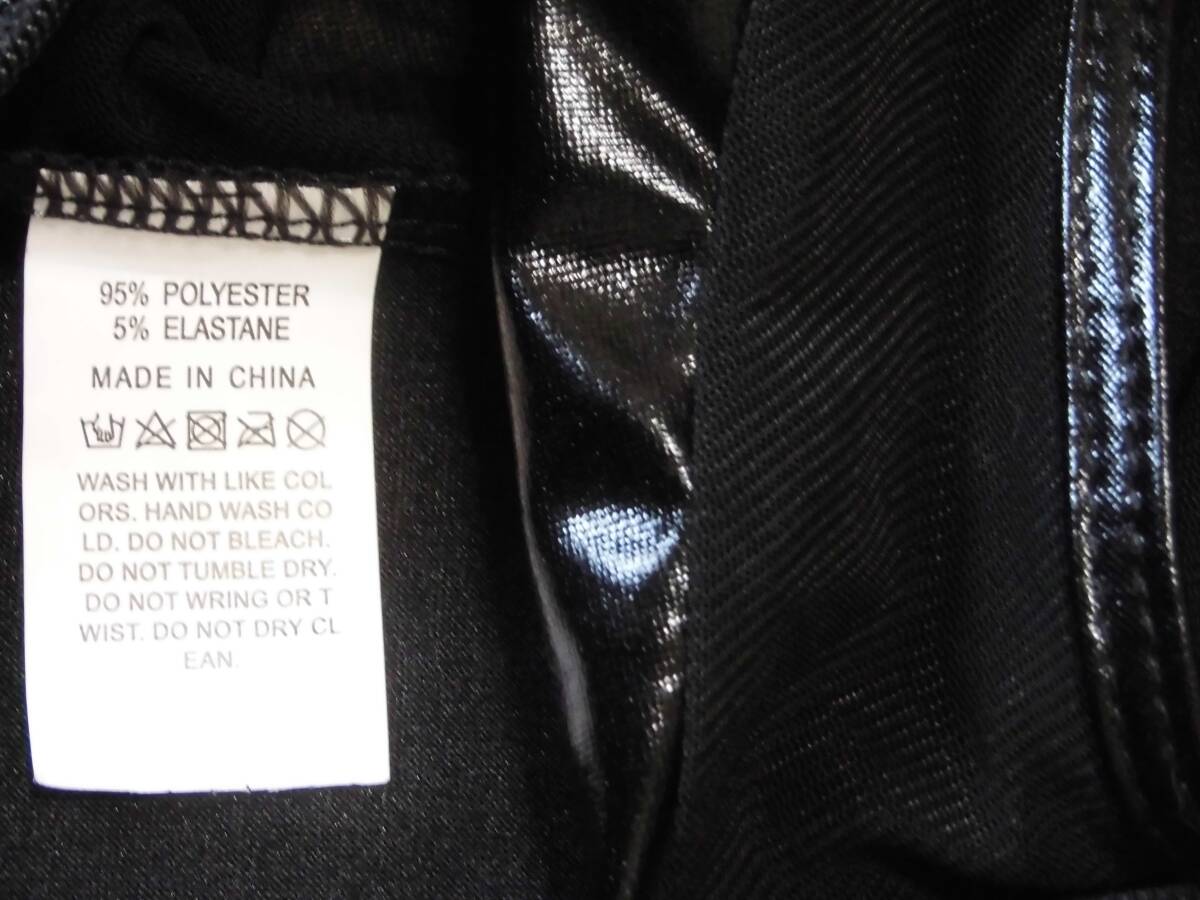 95% POLYESTER
5% ELASTANE
MADE IN CHINA
WASH WITH LIKE COL
ORS. HAND WASH CO
LD. DO NOT BLEACH.
DO NOT TUMBLE DRY.
DO NOT WRING OR T
WIST. DO NOT DRY CL
EAN.